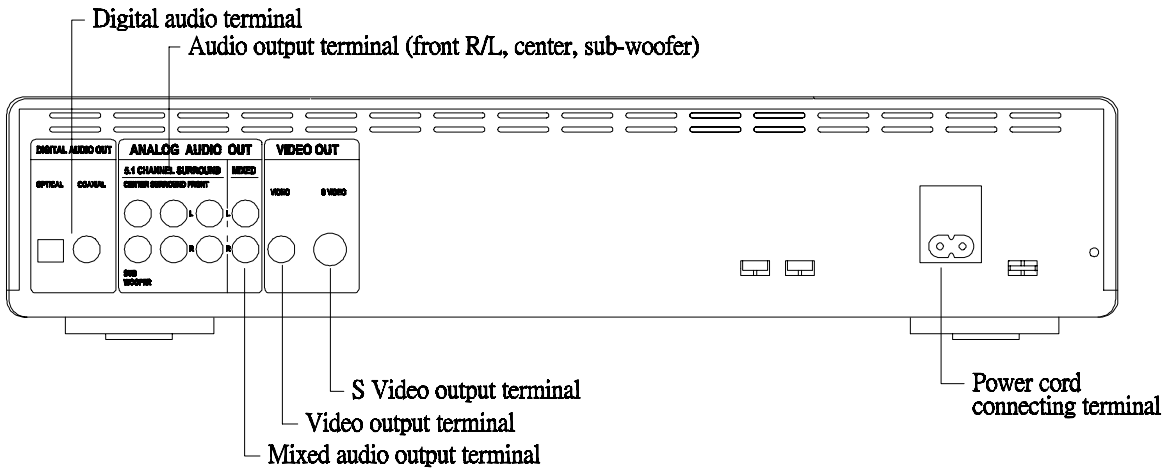 Digital audio terminal
Audio output terminal (front R/L, center, sub-woofer)
DIGITAL AUDIO OUT
ANALOG AUDIO OUT
VIDEO OUT
5.1 CHANNEL SURROUND
MIXED
OPTICAL
COAXIAL
CENTER SURROUND FRONT
VIDEO
S VIDEO
L
L
R
R
SUB
WOOFER
S Video output terminal
Video output terminal
Mixed audio output terminal
Power cord
connecting terminal